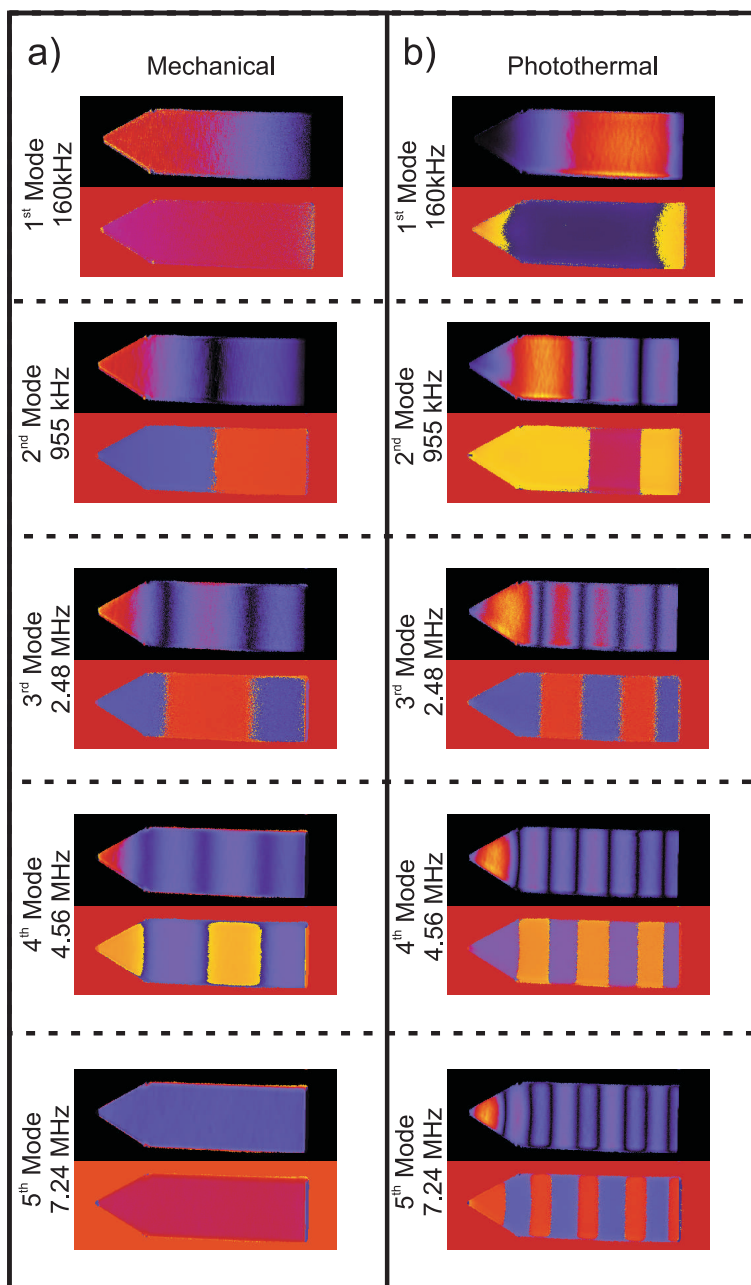 a)
Mechanical
1st Mode
160kHz
2nd Mode
955 kHz
3rd Mode
2.48 MHz
4th Mode
4.56 MHz
5th Mode
7.24 MHz
b)
Photothermal
1st Mode
160kHz
2nd Mode
955 kHz
3rd Mode
2.48 MHz
4th Mode
4.56 MHz
5th Mode
7.24 MHz